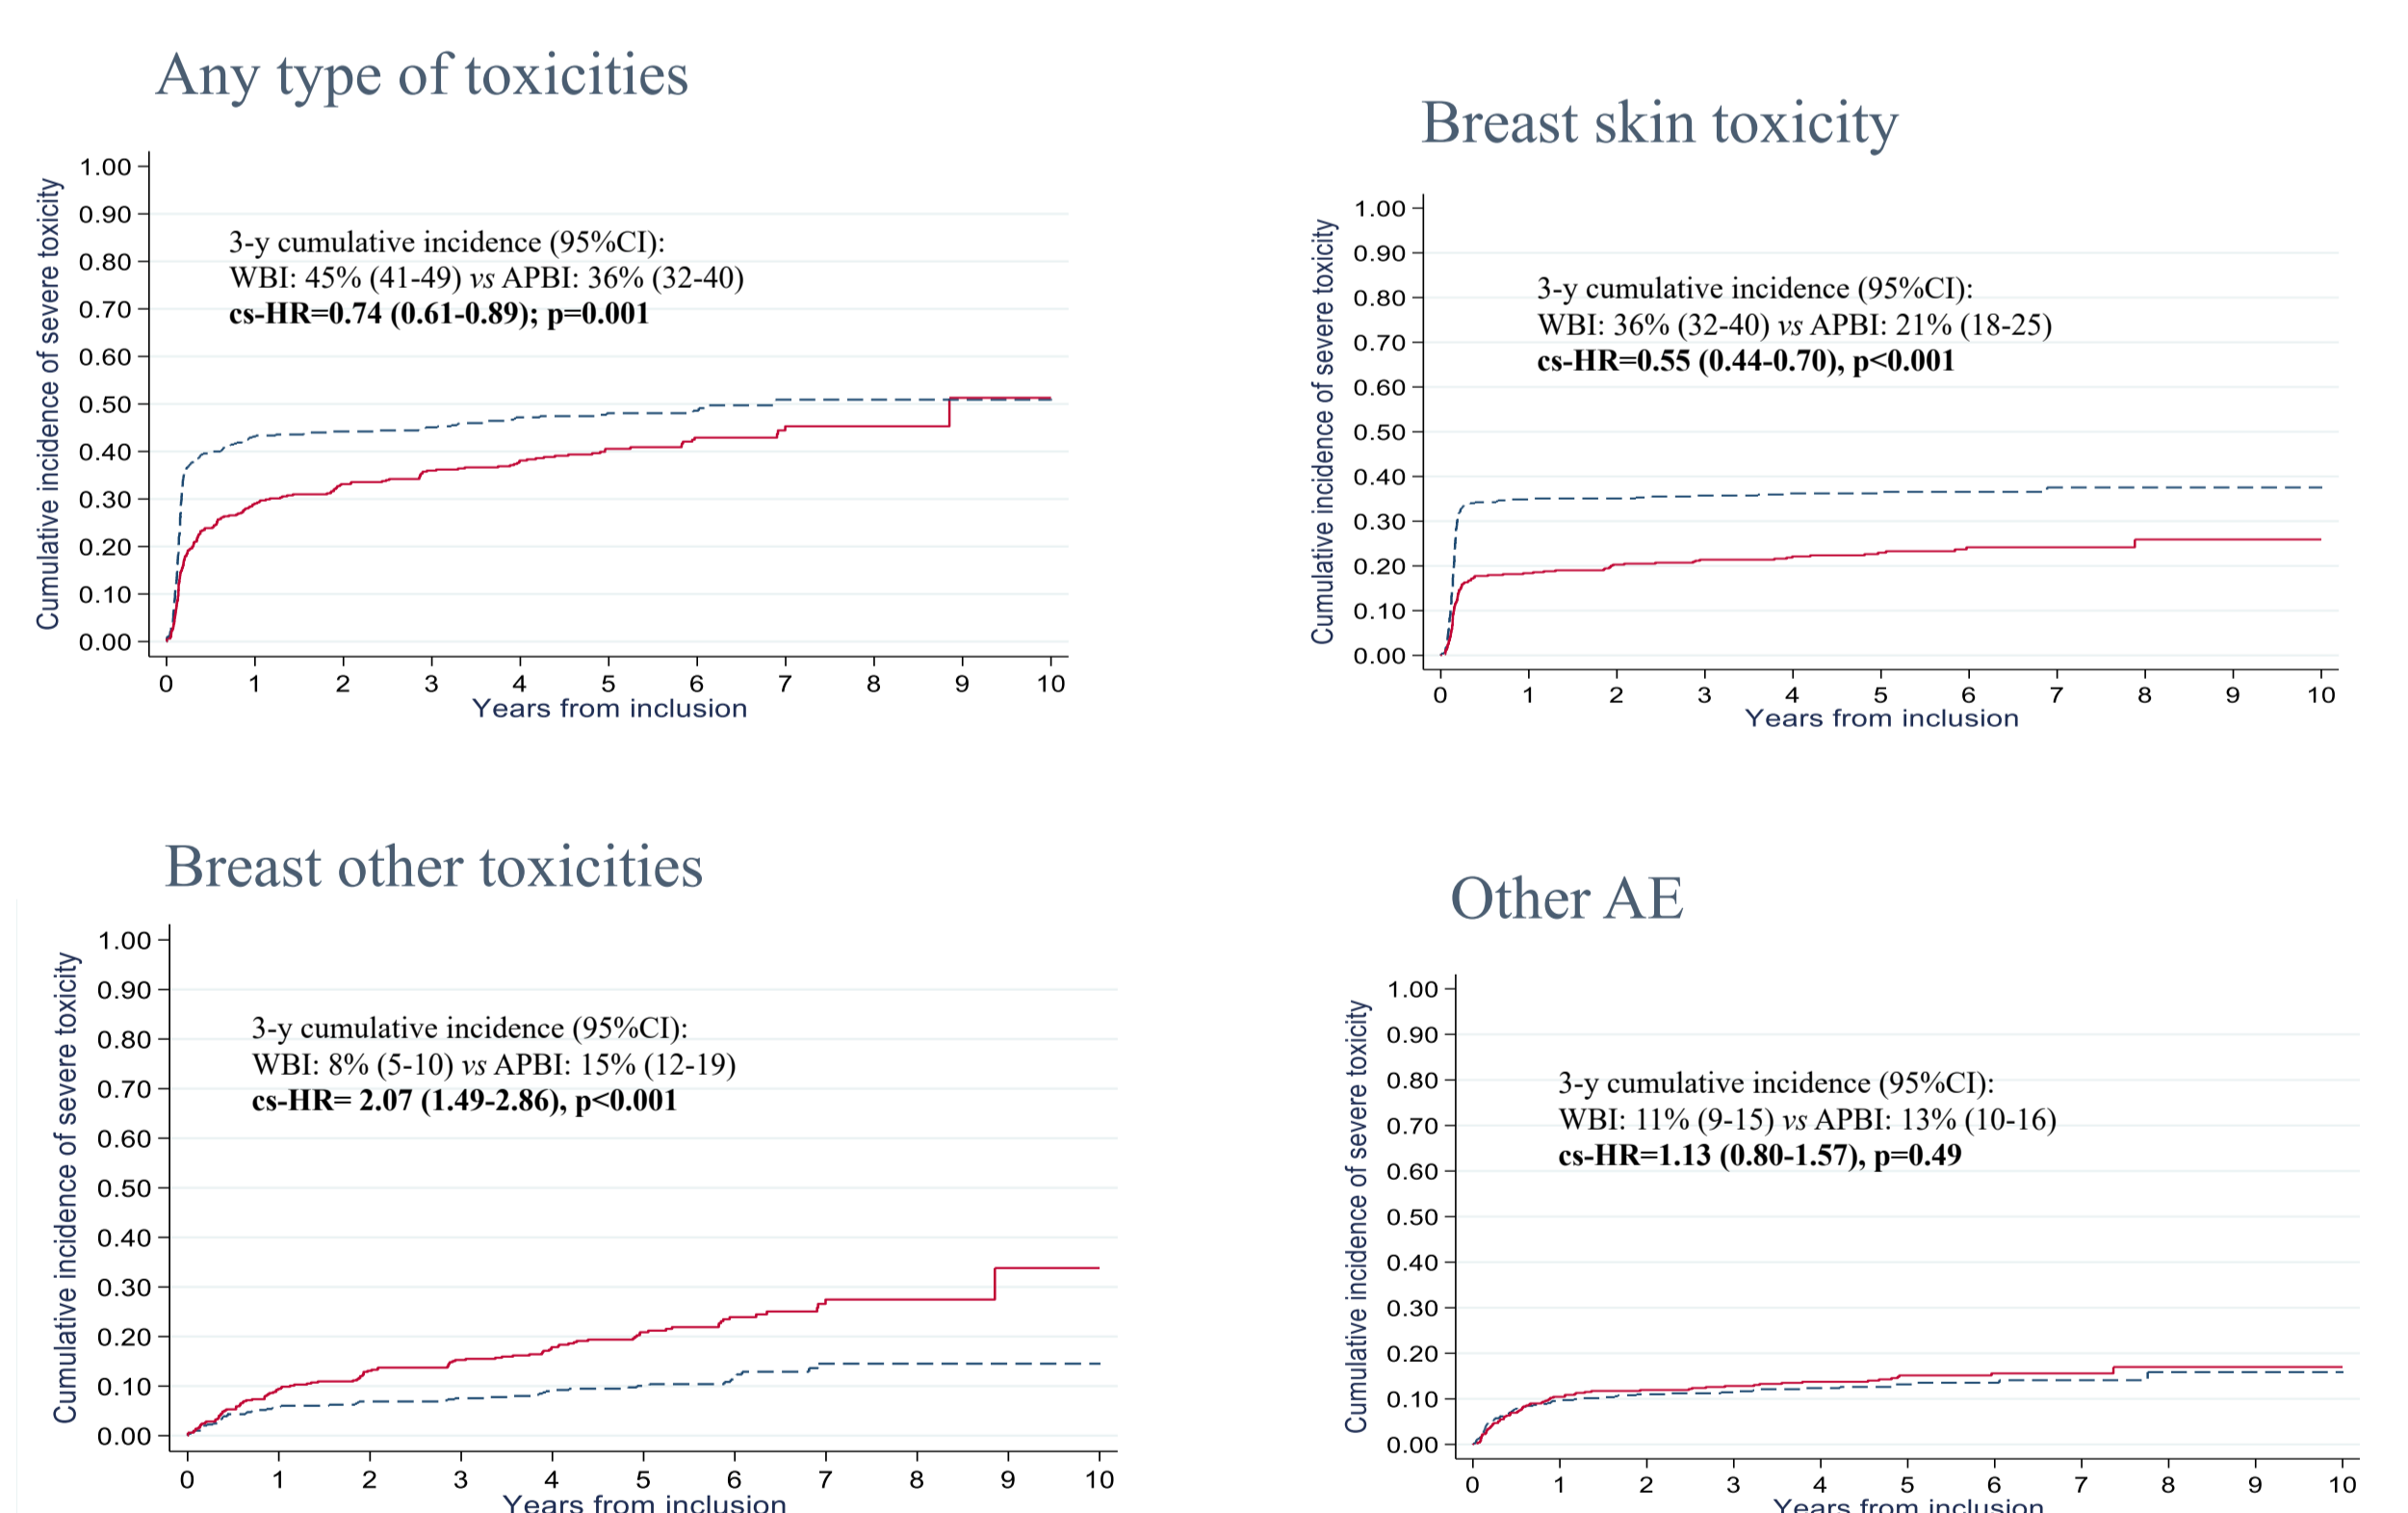 Any type of toxicities
Cumulative incidence of severe toxicity
1.00
0.90
0.80
0.70
0.60
0.50
0.40
0.30
0.20
0.10
0.00
3-y cumulative incidence (95%CI):
WBI: 45% (41-49) vs APBI: 36% (32-40)
cs-HR=0.74 (0.61-0.89); p=0.001
0 1 2 3 4 5 6 7 8 9 10
Years from inclusion
Breast skin toxicity
Cumulative incidence of severe toxicity
1.00
0.90
0.80
0.70
0.60
0.50
0.40
0.30
0.20
0.10
0.00
3-y cumulative incidence (95%CI):
WBI: 36% (32-40) vs APBI: 21% (18-25)
cs-HR=0.55 (0.44-0.70), p<0.001
0 1 2 3 4 5 6 7 8 9 10
Years from inclusion
Breast other toxicities
Cumulative incidence of severe toxicity
1.00
0.90
0.80
0.70
0.60
0.50
0.40
0.30
0.20
0.10
0.00
3-y cumulative incidence (95%CI):
WBI: 8% (5-10) vs APBI: 15% (12-19)
cs-HR= 2.07 (1.49-2.86), p<0.001
0 1 2 3 4 5 6 7 8 9 10
Years from inclusion
Other AE
Cumulative incidence of severe toxicity
1.00
0.90
0.80
0.70
0.60
0.50
0.40
0.30
0.20
0.10
0.00
3-y cumulative incidence (95%CI):
WBI: 11% (9-15) vs APBI: 13% (10-16)
cs-HR=1.13 (0.80-1.57), p=0.49
0 1 2 3 4 5 6 7 8 9 10
Years from inclusion